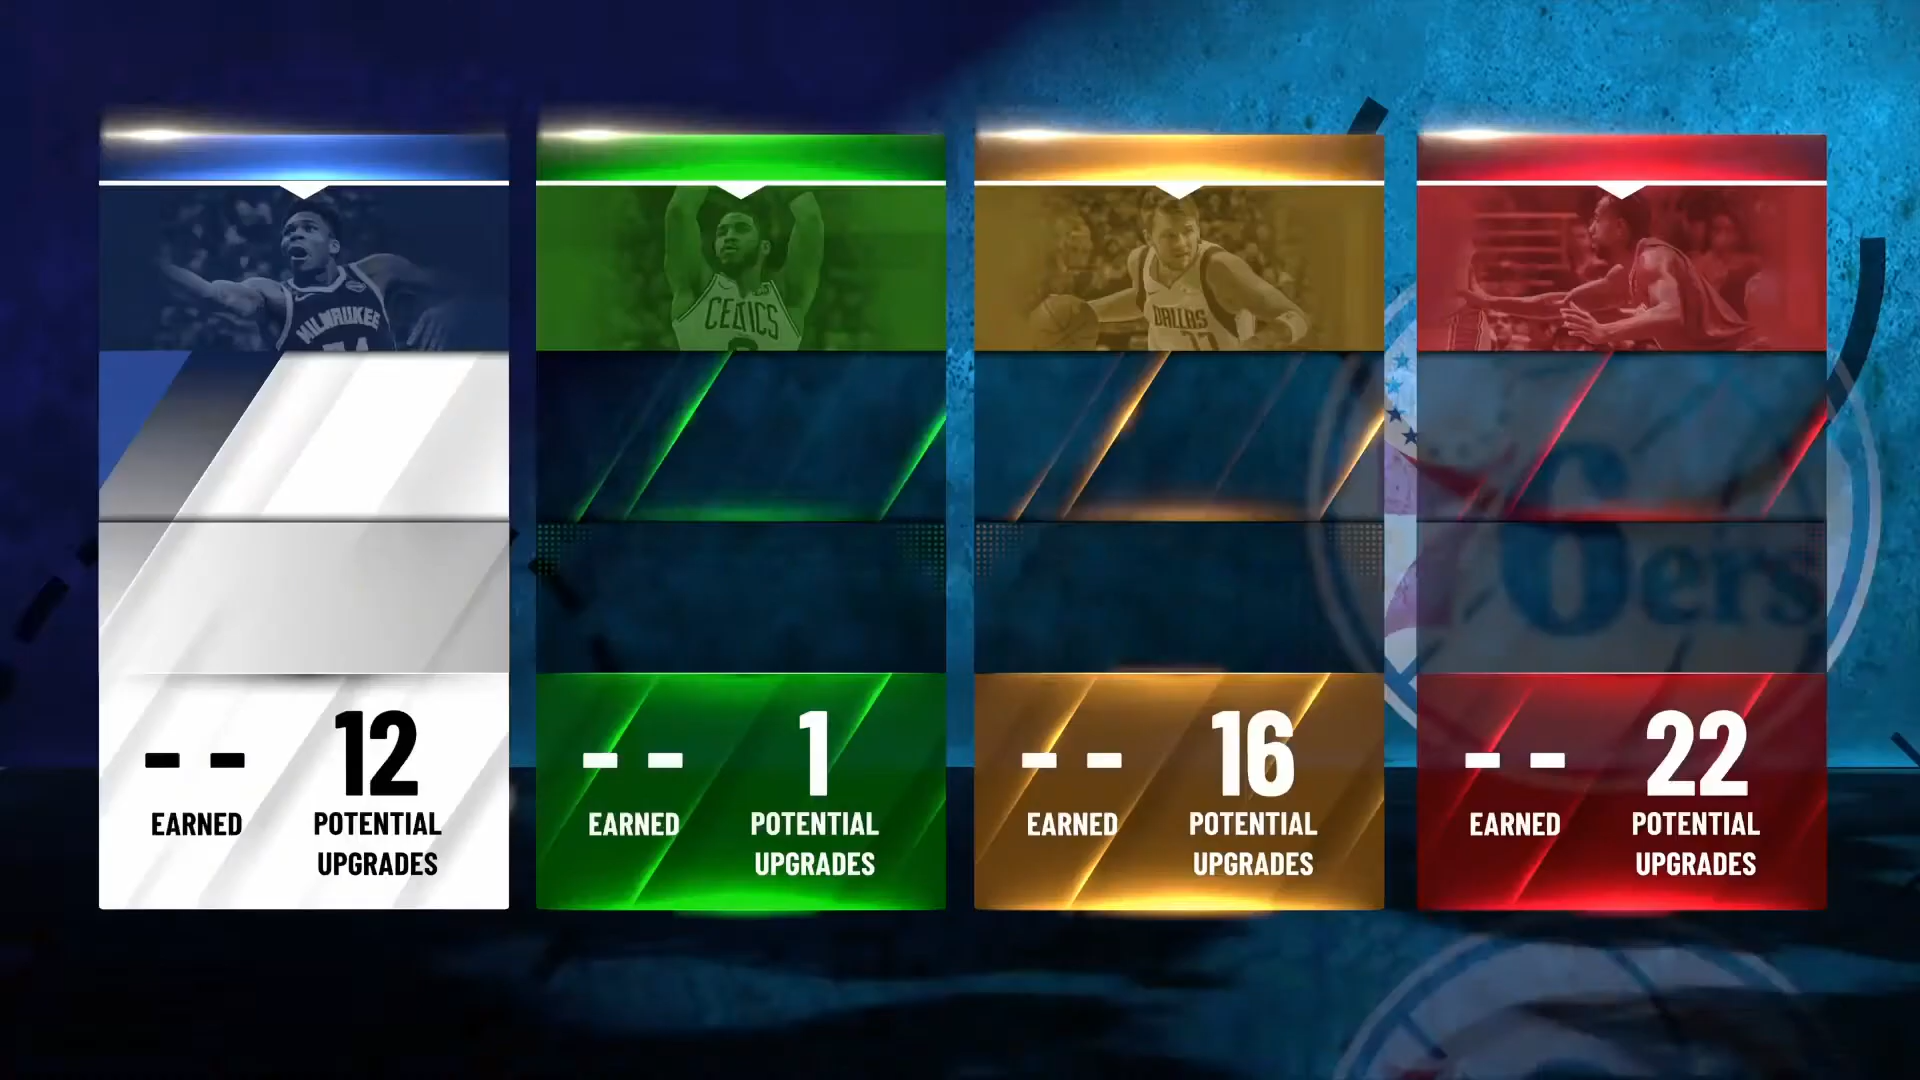 MILWAUKEE
CELTICS
DALLAS
6ers
-- 12
EARNED POTENTIAL
UPGRADES
-- 1
EARNED POTENTIAL
UPGRADES
-- 16
EARNED POTENTIAL
UPGRADES
-- 22
EARNED POTENTIAL
UPGRADES